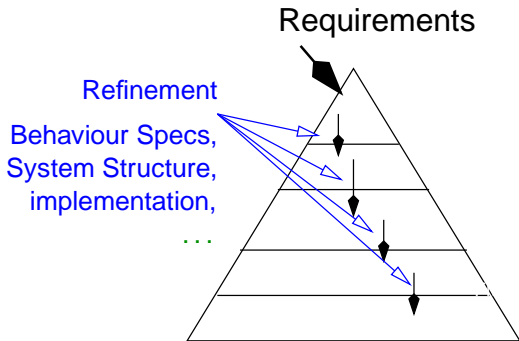 Requirements
Refinement
Behaviour Specs,
System Structure,
implementation,
...